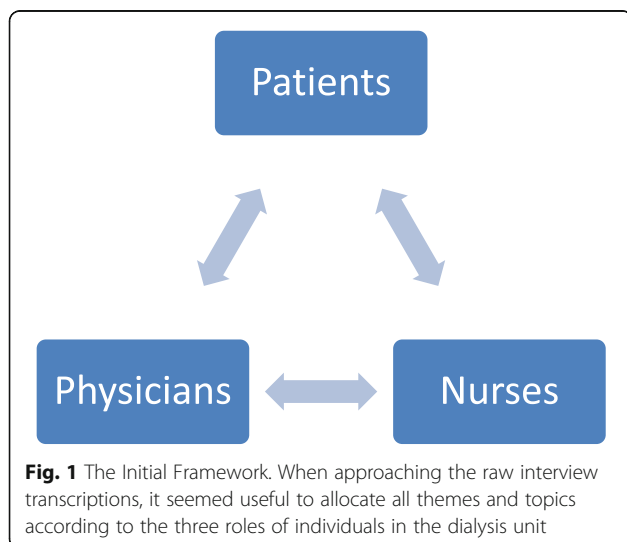 Patients
Physicians
Nurses
Fig. 1 The Initial Framework. When approaching the raw interview
transcriptions, it seemed useful to allocate all themes and topics
according to the three roles of individuals in the dialysis unit